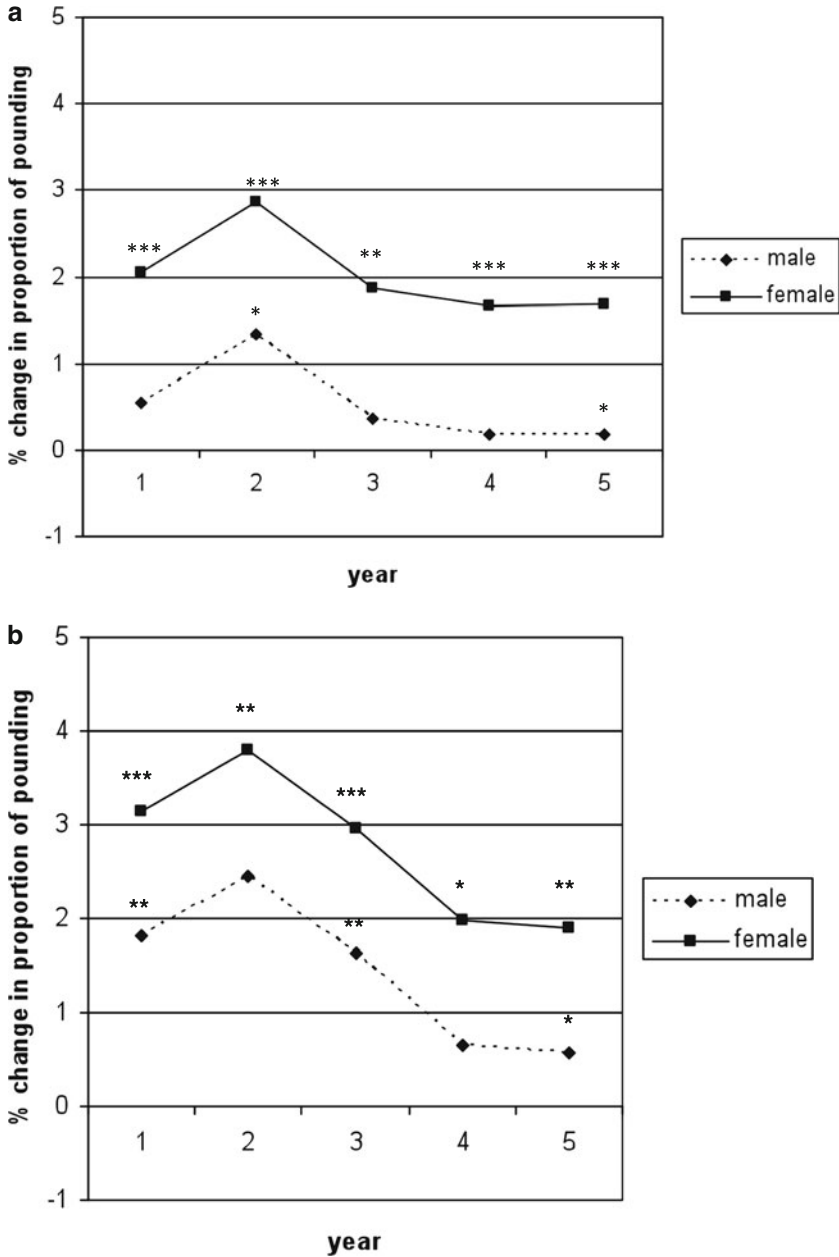 a
% change in proportion of pounding
5
4
3
2
1
0
-1
***
***
**
***
***
*
*
1 2 3 4 5
year
male
female
b
% change in proportion of pounding
5
4
3
2
1
0
-1
**
***
***
*
**
**
**
*
1 2 3 4 5
year
male
female